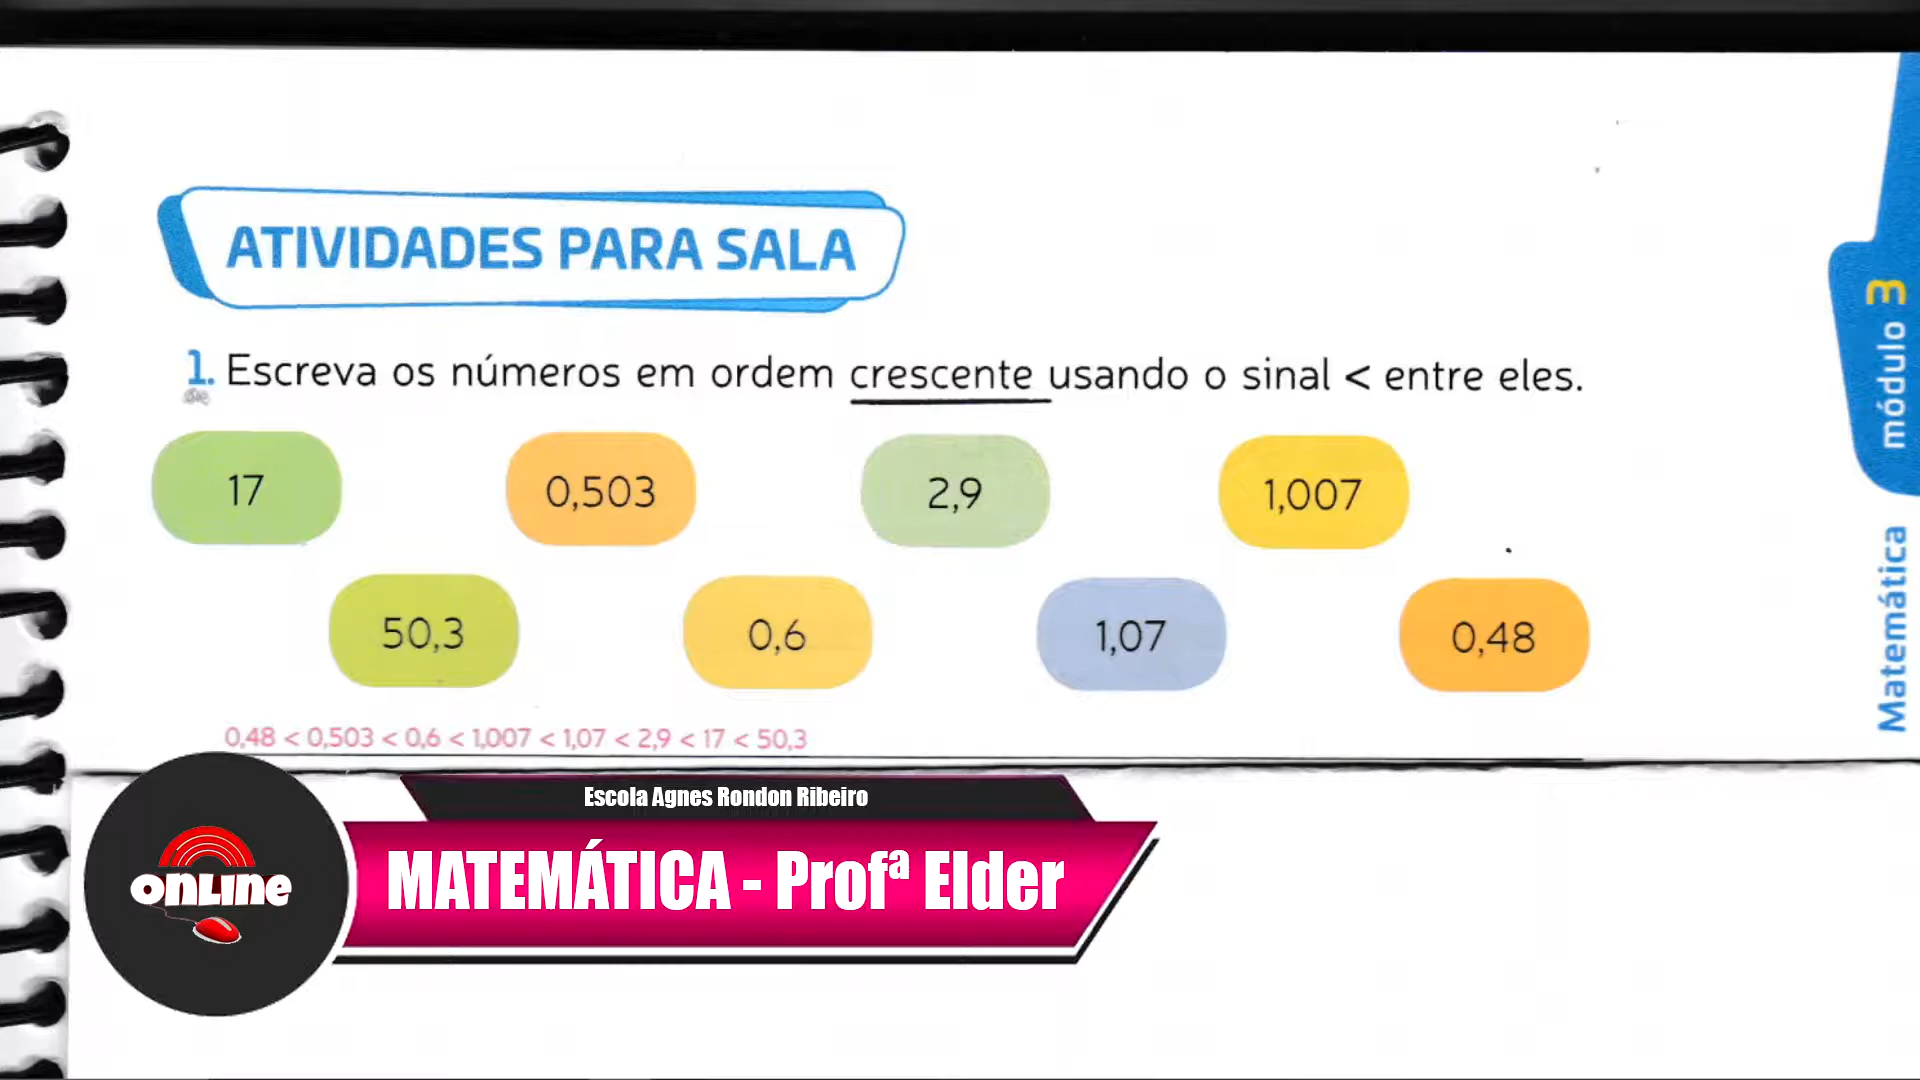 ATIVIDADES PARA SALA
1. Escreva os números em ordem crescente usando o sinal < entre eles.
17 0,503 2,9 1,007
50,3 0,6 1,07 0,48
0,48 < 0,503 < 0,6 < 1,007 < 1,07 < 2,9 < 17 < 50,3
Matemática módulo 3
Escola Agnes Rondon Ribeiro
MATEMÁTICA - Profª Elder
onLine